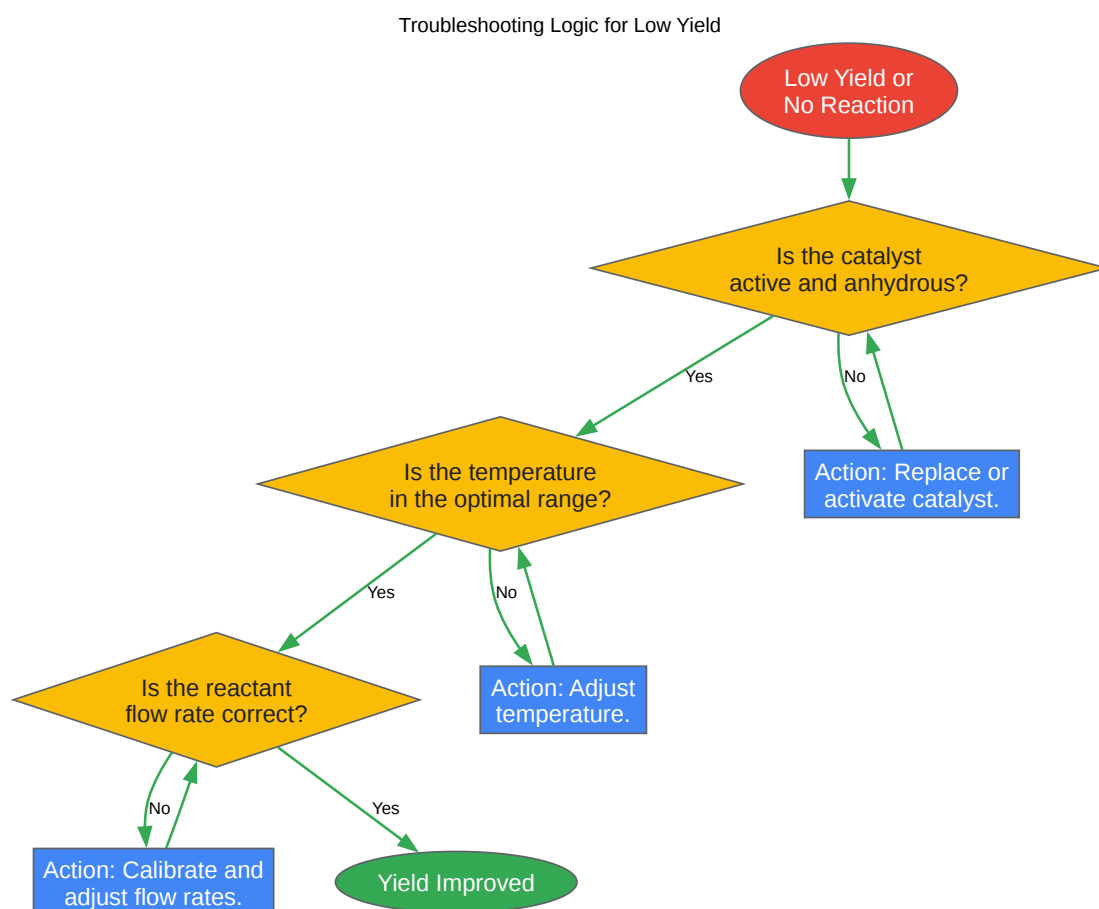 Troubleshooting Logic for Low Yield
Low Yield or
No Reaction
Is the catalyst
active and anhydrous?
Yes
No
Action: Replace or
activate catalyst.
Is the temperature
in the optimal range?
Yes
No
Action: Adjust
temperature.
Is the reactant
flow rate correct?
No
Yes
Action: Calibrate and
adjust flow rates.
Yield Improved